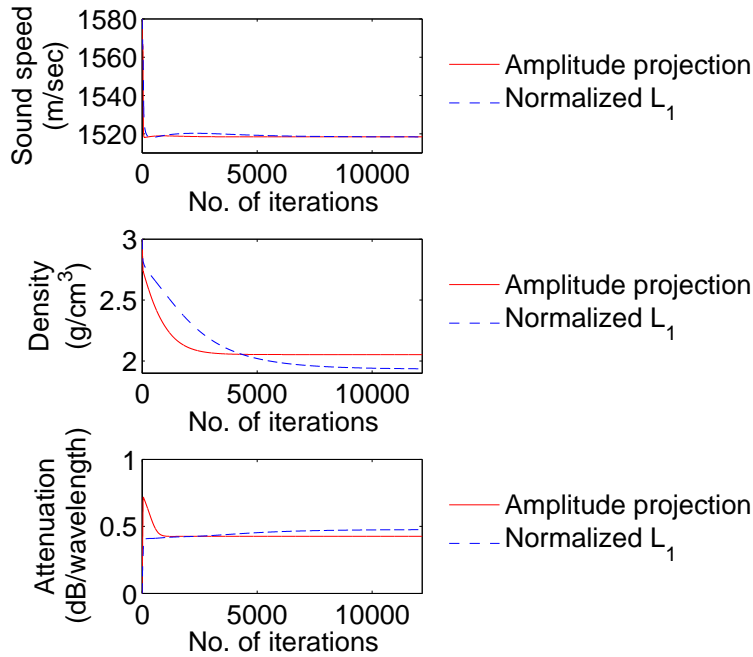 1580
1560
1540
1520
Sound speed
(m/sec)
0
5000
10000
No. of iterations
Amplitude projection
Normalized L1
3
2.5
2
Density
(g/cm3)
0
5000
10000
No. of iterations
Amplitude projection
Normalized L1
1
0.5
0
Attenuation
(dB/wavelength)
0
5000
10000
No. of iterations
Amplitude projection
Normalized L1